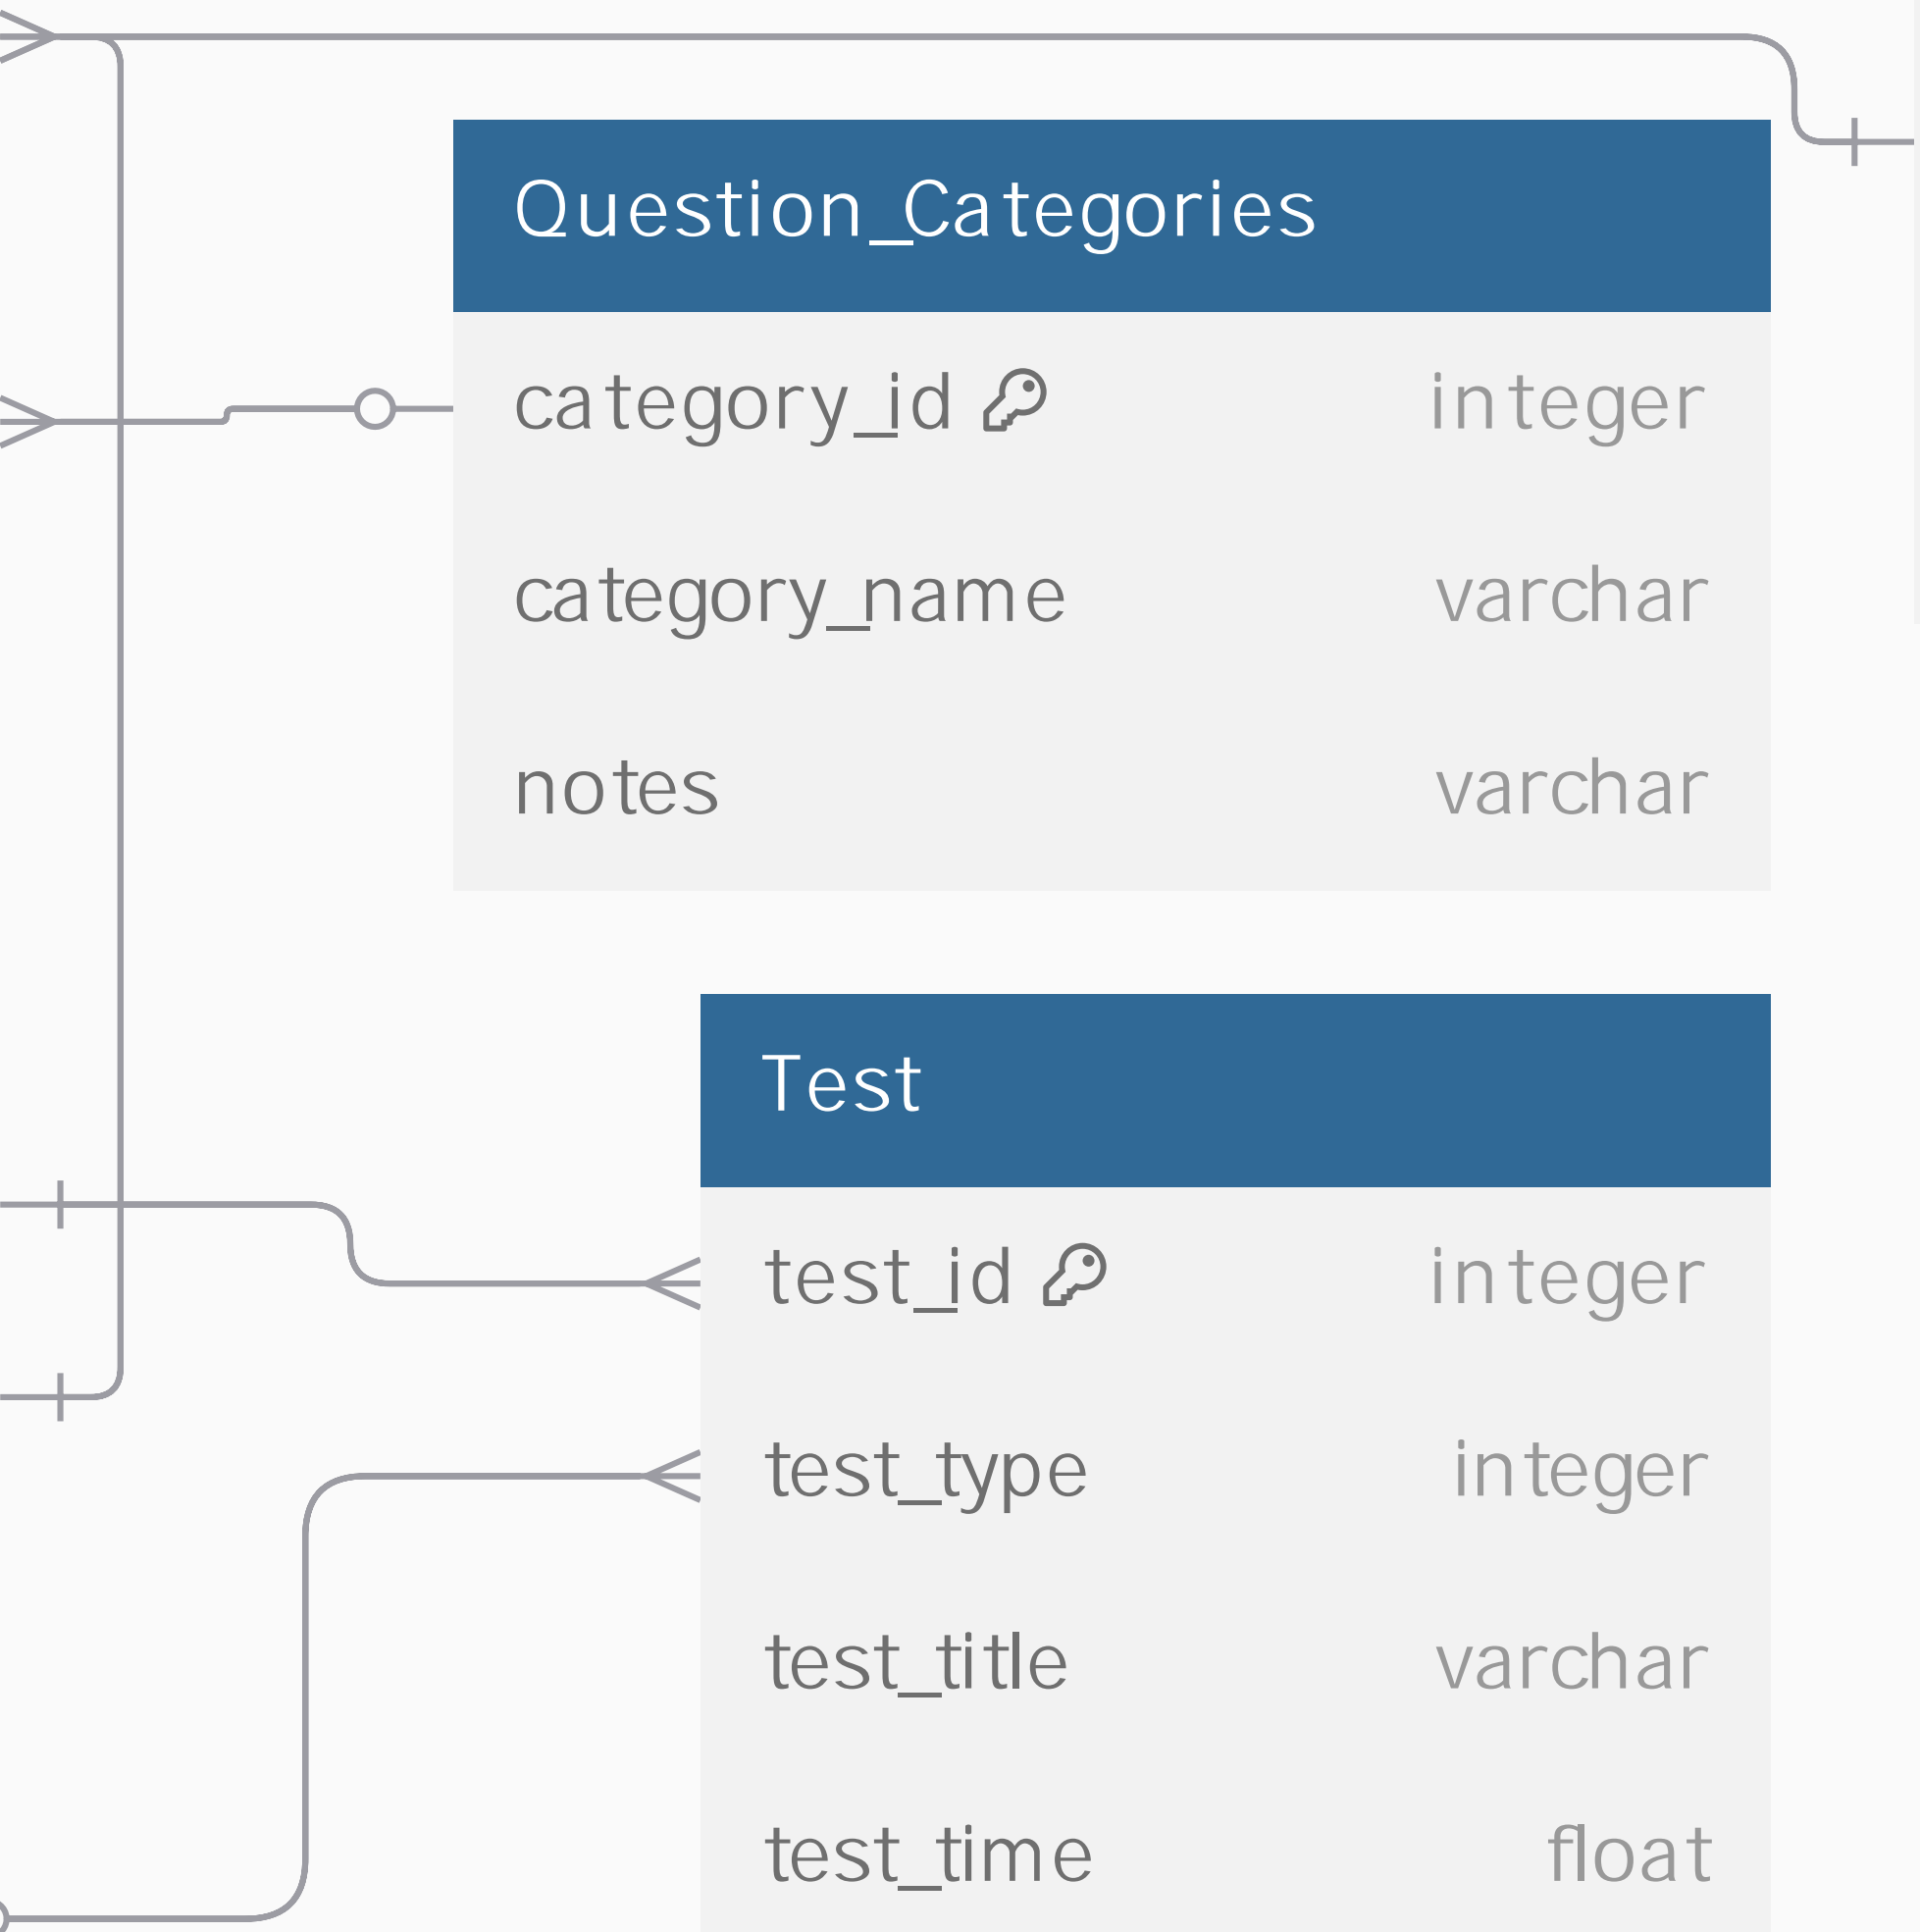 Question_Categories
category_id integer
category_name varchar
notes varchar
Test
test_id integer
test_type integer
test_title varchar
test_time float